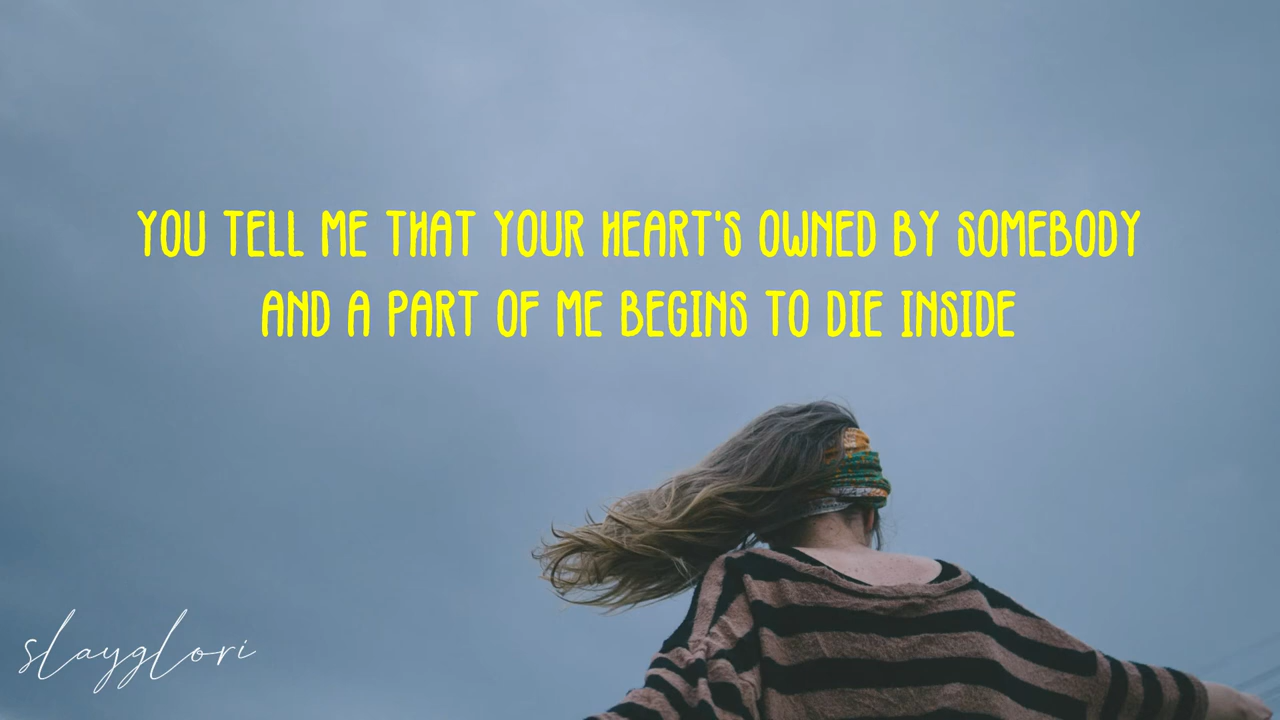 YOU TELL ME THAT YOUR HEART'S OWNED BY SOMEBODY
AND A PART OF ME BEGINS TO DIE INSIDE
slayglori